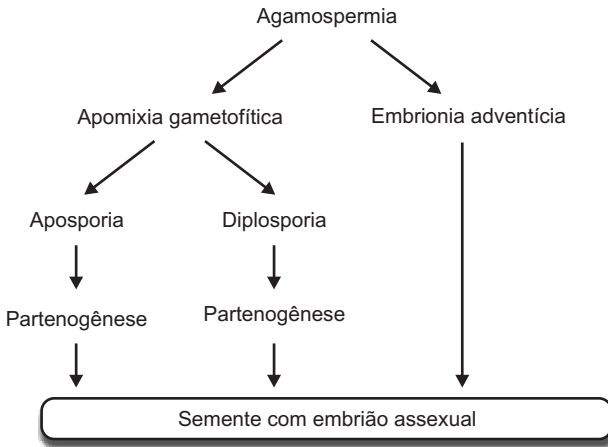 Agamospermia
Apomixia gametofítica
Embrionia adventícia
Aposporia
Diplosporia
Partenogênese
Partenogênese
Semente com embrião assexual